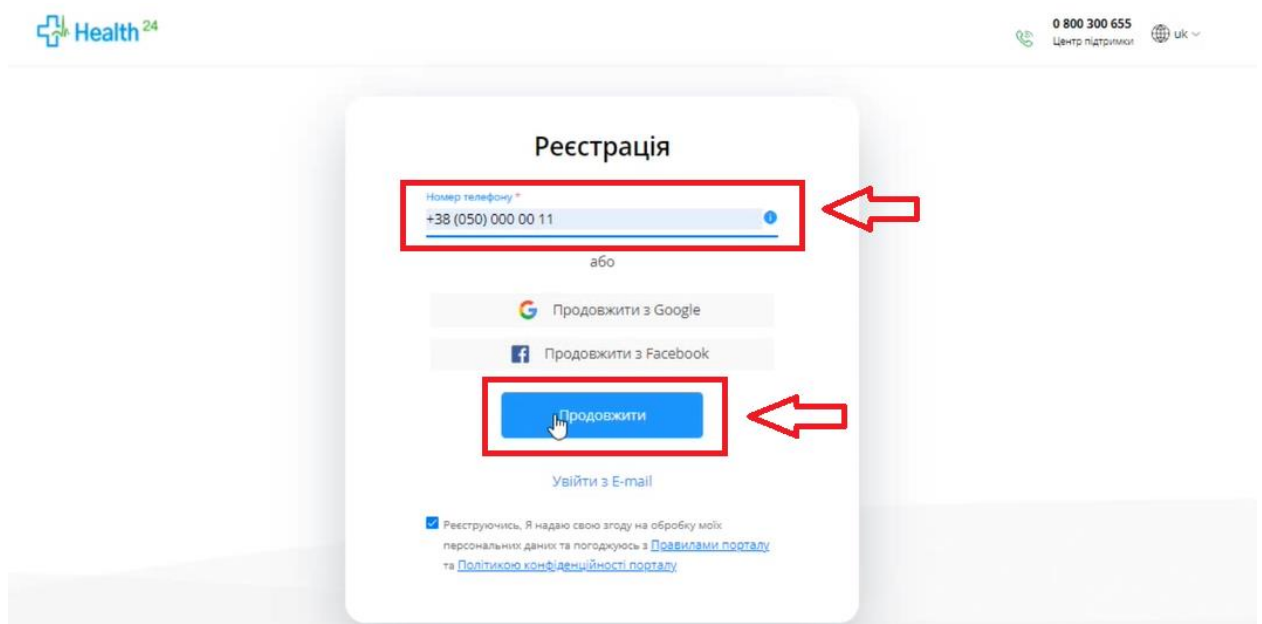 Health 24
0 800 300 655
Центр підтримки
uk
Реєстрація
Номер телефону *
+38 (050) 000 00 11
або
Продовжити з Google
Продовжити з Facebook
Продовжити
Увійти з E-mail
Реєструючись, Я надаю свою згоду на обробку моїх
персональних даних та погоджуюсь з Правилами порталу
та Політикою конфіденційності порталу